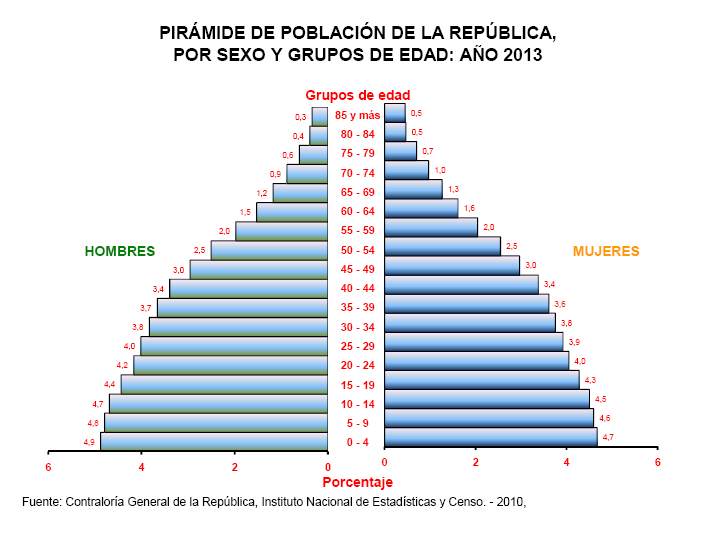 PIRÁMIDE DE POBLACIÓN DE LA REPÚBLICA,
POR SEXO Y GRUPOS DE EDAD: AÑO 2013
Grupos de edad
0,3 85 y más 0,5
0,4 80 - 84 0,5
0,6 75 - 79 0,7
0,9 70 - 74 1,0
1,2 65 - 69 1,3
1,5 60 - 64 1,6
2,0 55 - 59 2,0
HOMBRES 2,5 50 - 54 2,5 MUJERES
3,0 45 - 49 3,0
3,4 40 - 44 3,4
3,7 35 - 39 3,6
3,8 30 - 34 3,8
4,0 25 - 29 3,9
4,2 20 - 24 4,0
4,4 15 - 19 4,3
4,7 10 - 14 4,5
4,8 5 - 9 4,6
4,9 0 - 4 4,7
6 4 2 0 0 2 4 6
Porcentaje
Fuente: Contraloría General de la República, Instituto Nacional de Estadísticas y Censo. - 2010,